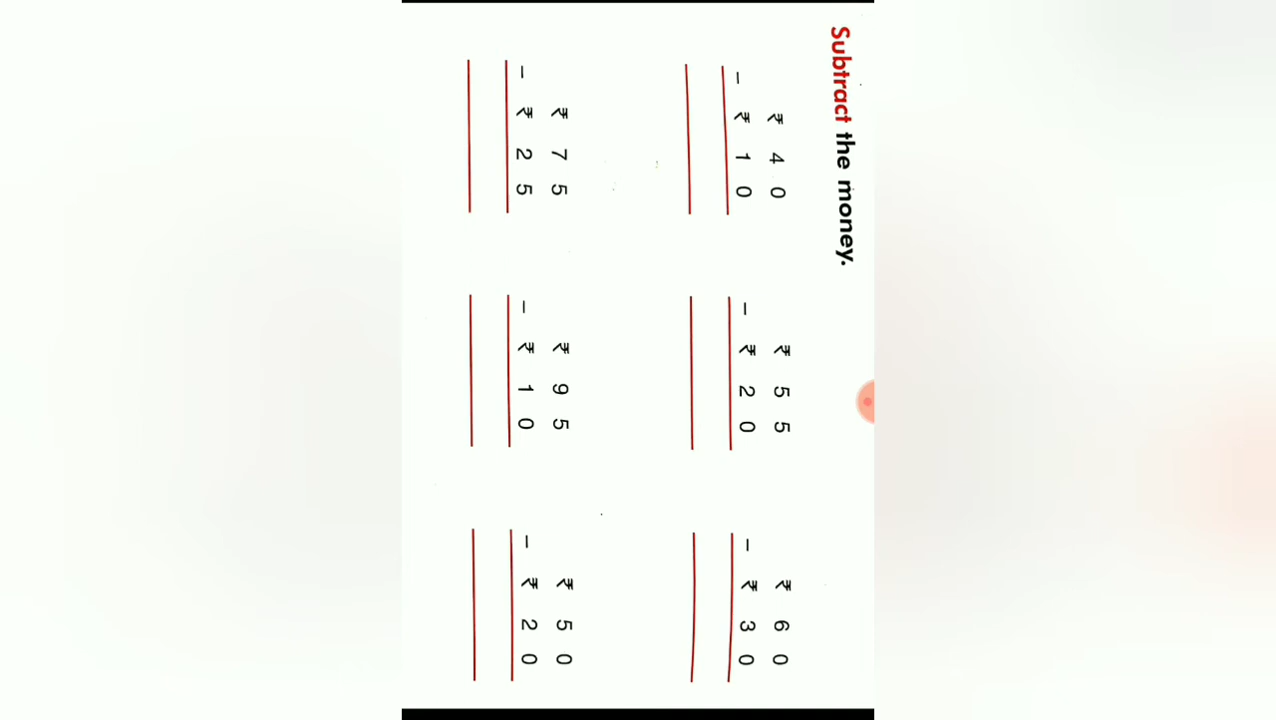 Subtract the money.
₹ 4 0 ₹ 5 5 ₹ 6 0
– ₹ 1 0 – ₹ 2 0 – ₹ 3 0
₹ 7 5 ₹ 9 5 ₹ 5 0
– ₹ 2 5 – ₹ 1 0 – ₹ 2 0